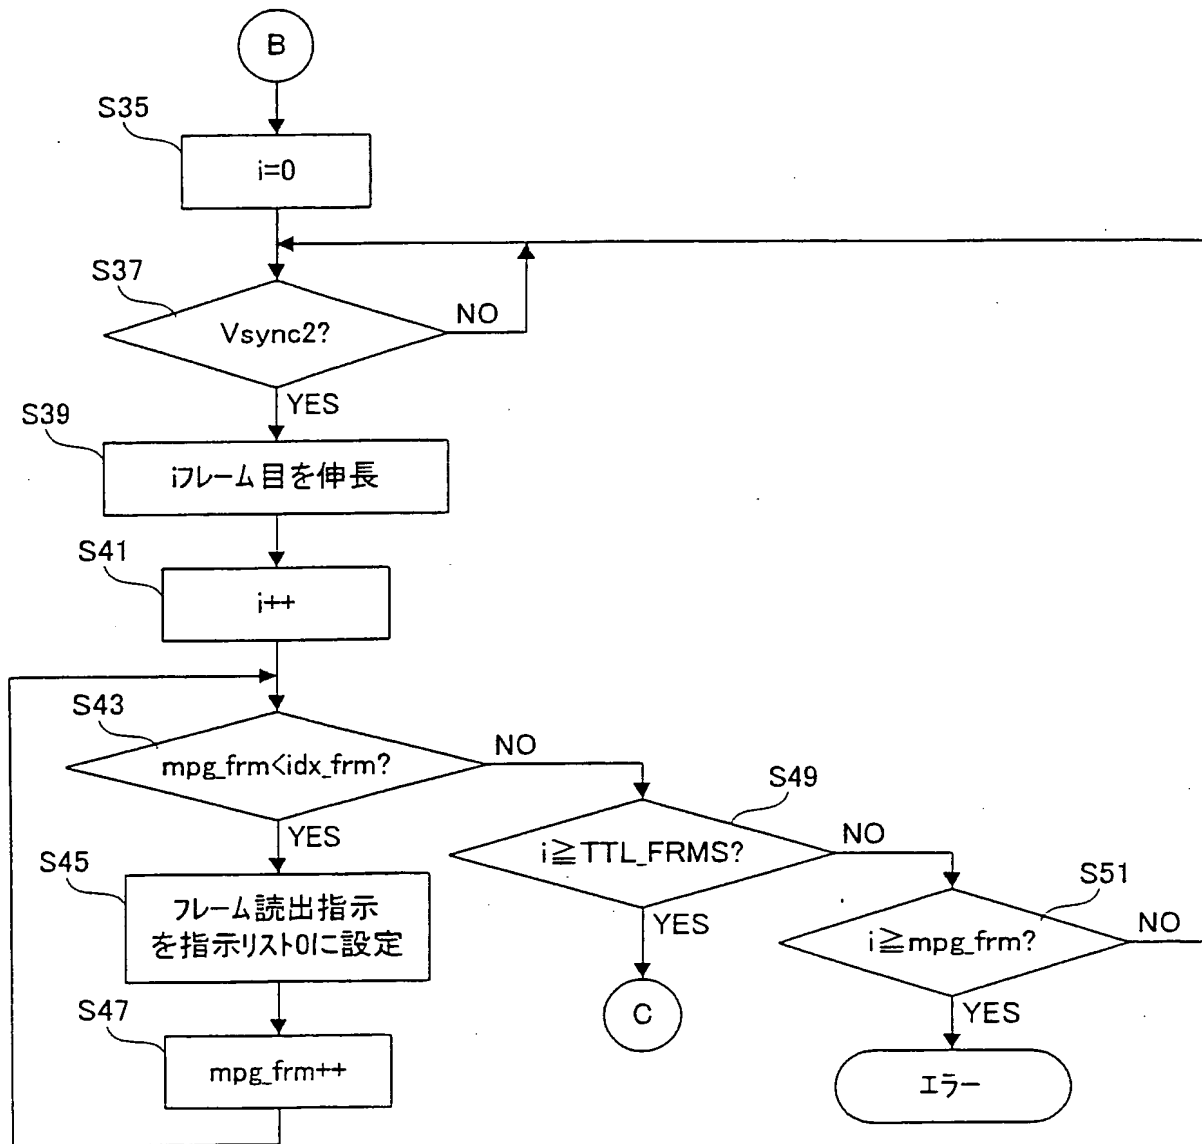 B
S35
i=0
S37
Vsync2?
NO
YES
S39
iフレーム目を伸長
S41
i++
S43
mpg_frm<idx_frm?
NO
YES
S45
フレーム読出指示
を指示リスト0に設定
S47
mpg_frm++
S49
i≧TTL_FRMS?
NO
YES
C
S51
i≧mpg_frm?
NO
YES
エラー